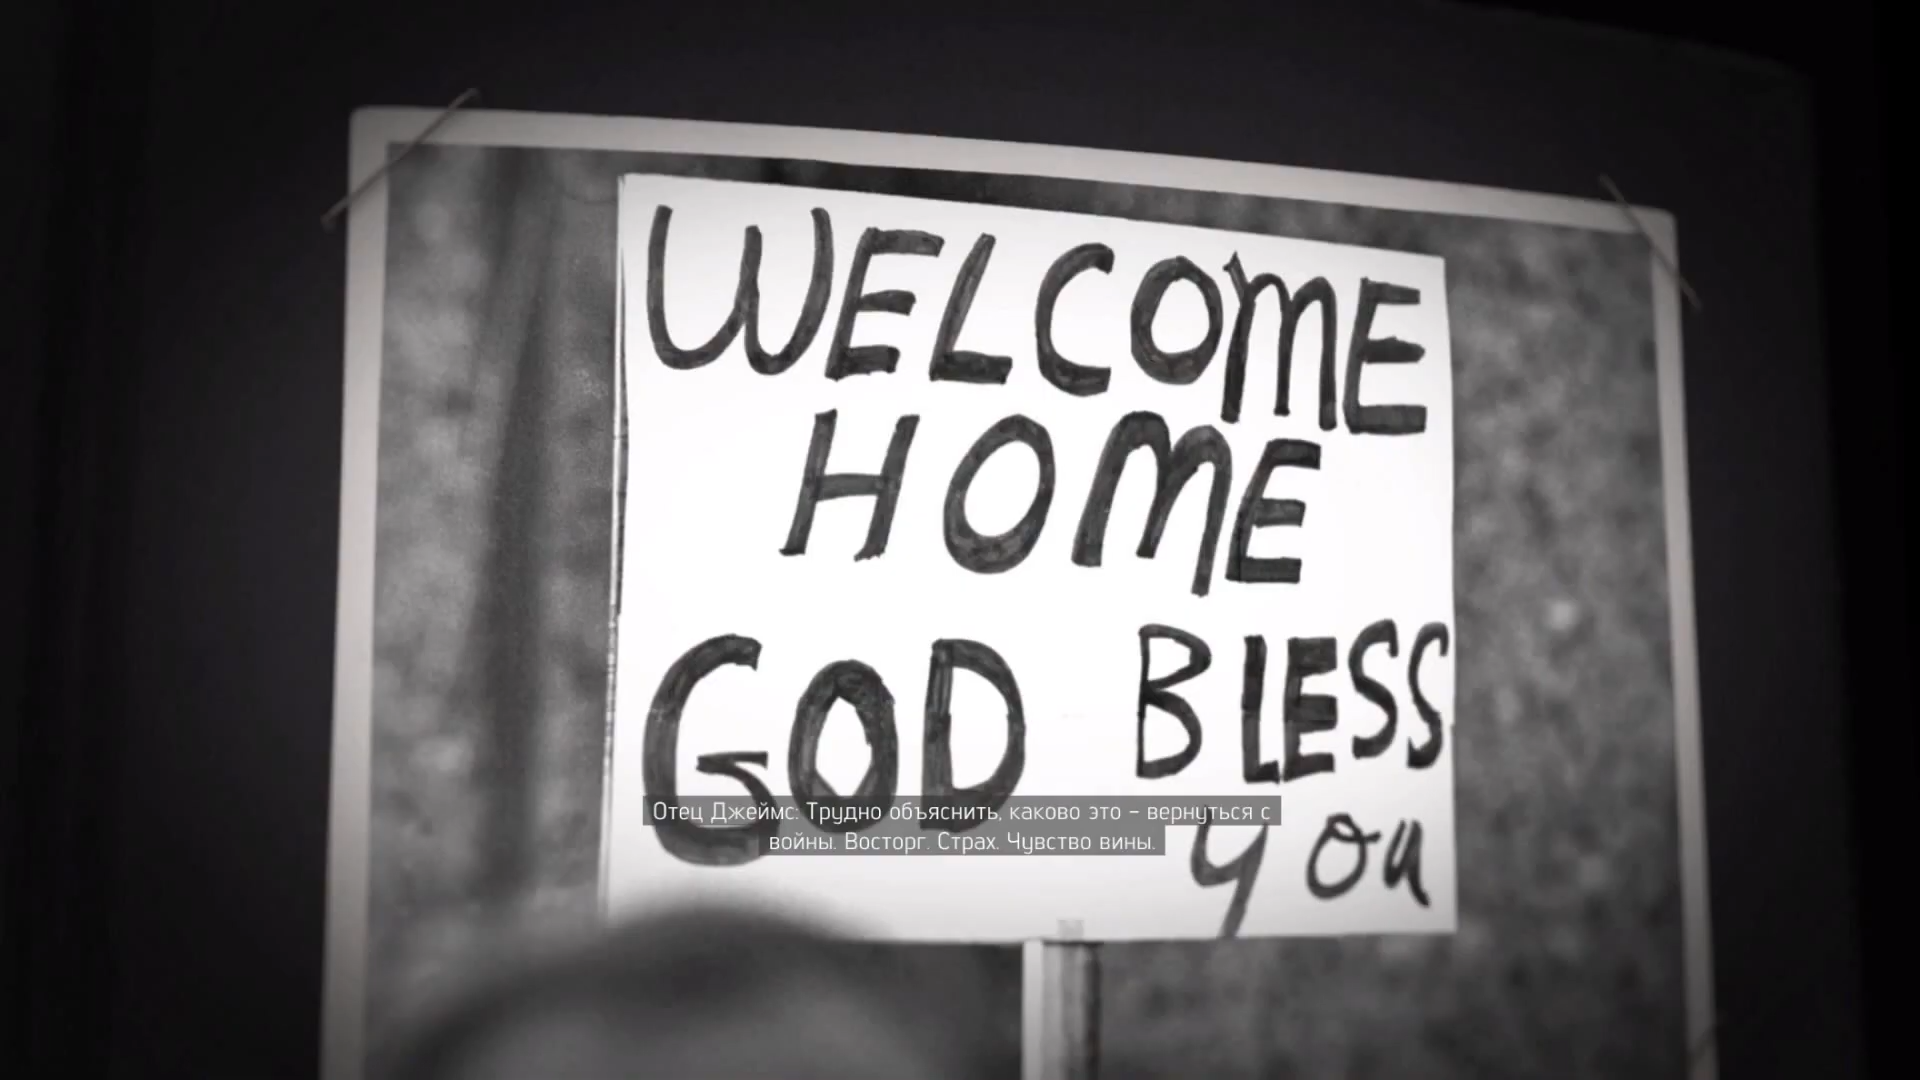 WELCOME
HOME
GOD BLESS
you
Отец Джеймс: Трудно объяснить, каково это – вернуться с
войны. Восторг. Страх. Чувство вины.